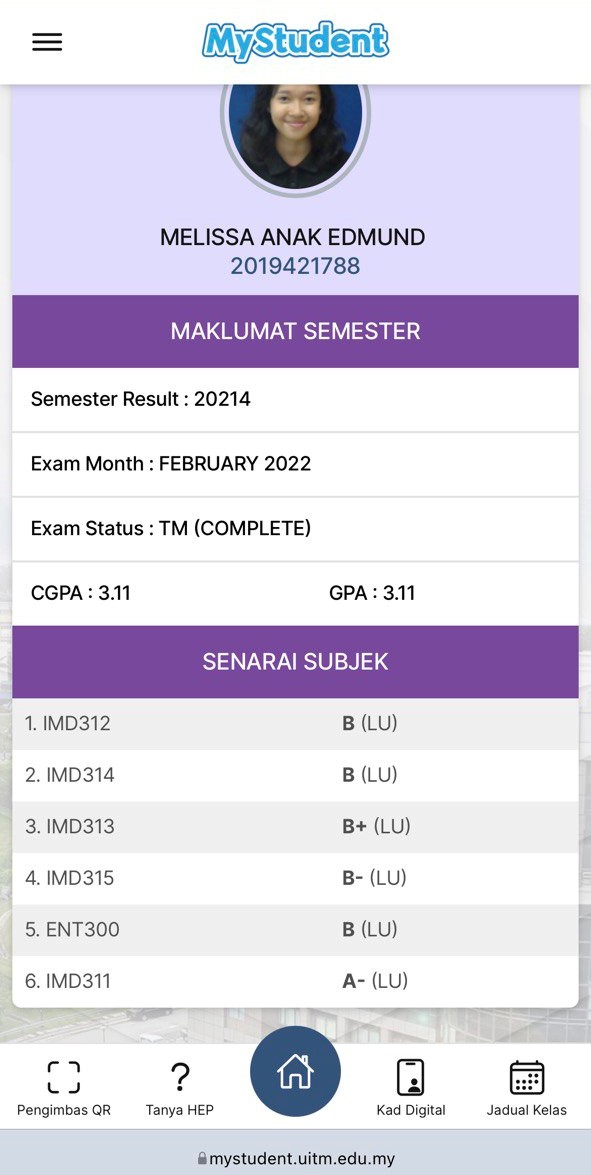 MyStudent
MELISSA ANAK EDMUND
2019421788
MAKLUMAT SEMESTER
Semester Result : 20214
Exam Month : FEBRUARY 2022
Exam Status : TM (COMPLETE)
CGPA : 3.11 GPA : 3.11
SENARAI SUBJEK
1. IMD312 B (LU)
2. IMD314 B (LU)
3. IMD313 B+ (LU)
4. IMD315 B- (LU)
5. ENT300 B (LU)
6. IMD311 A- (LU)
Pengimbas QR Tanya HEP Kad Digital Jadual Kelas
mystudent.uitm.edu.my